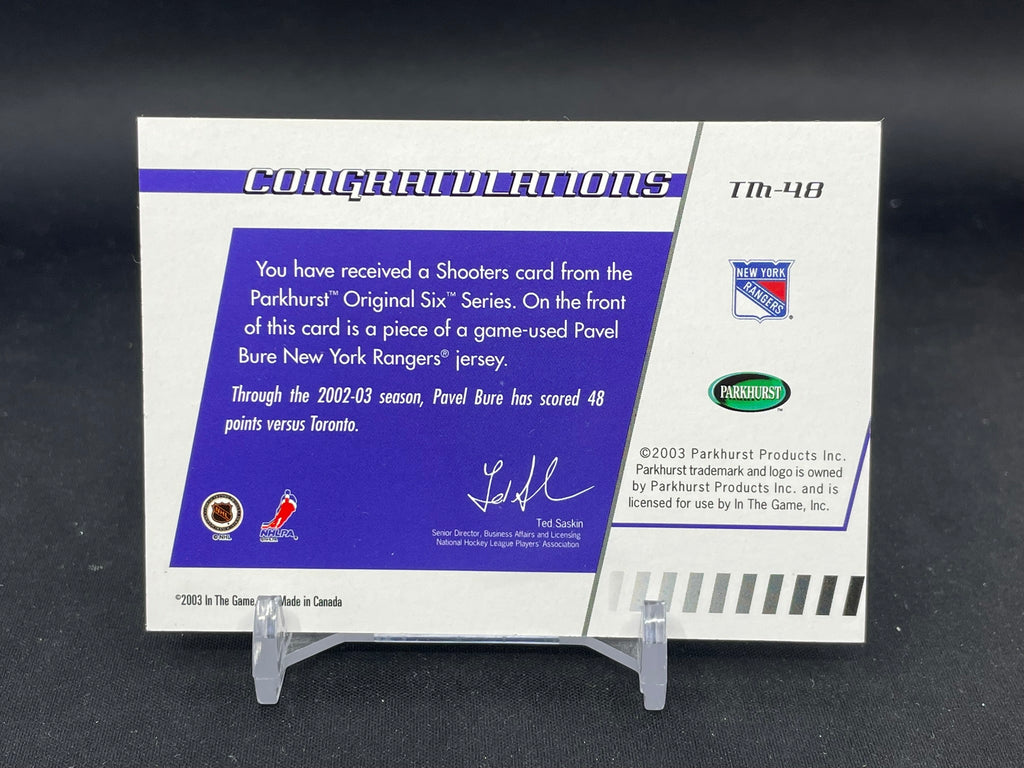 CONGRATULATIONS
TM-48
You have received a Shooters card from the
Parkhurst™ Original Six™ Series. On the front
of this card is a piece of a game-used Pavel
Bure New York Rangers® jersey.
Through the 2002-03 season, Pavel Bure has scored 48
points versus Toronto.
Ted Saskin
Senior Director, Business Affairs and Licensing
National Hockey League Players' Association
NHL
©NHL
NHLPA
NEW YORK
RANGERS
PARKHURST™
©2003 Parkhurst Products Inc.
Parkhurst trademark and logo is owned
by Parkhurst Products Inc. and is
licensed for use by In The Game, Inc.
©2003 In The Game Made in Canada